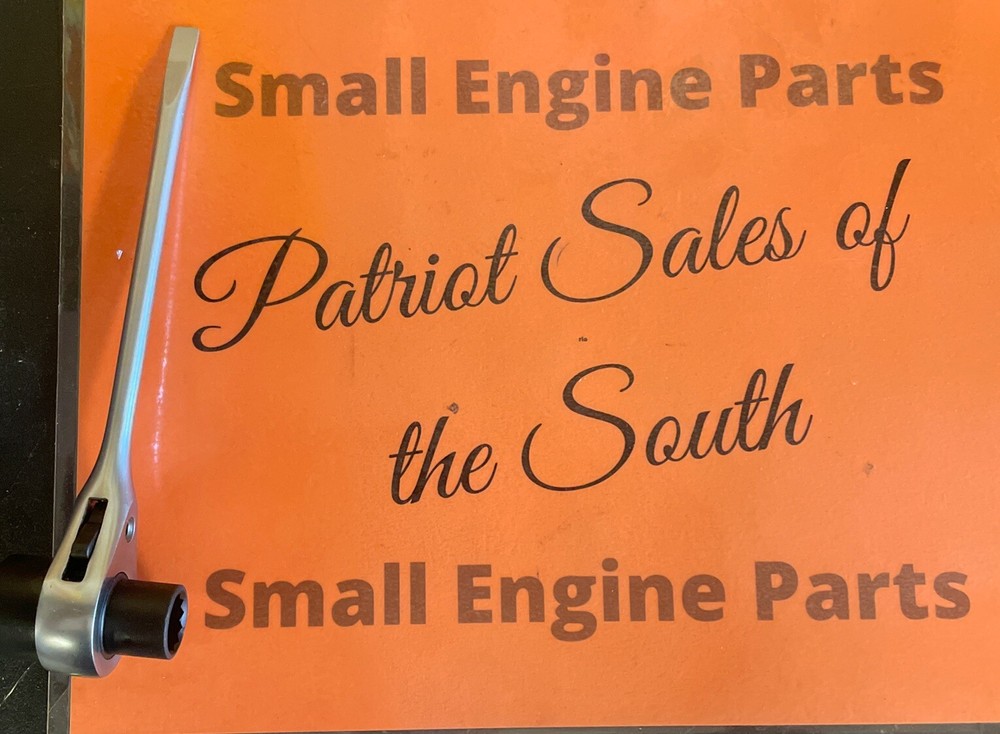 Small Engine Parts
Patriot Sales of
the South
Small Engine Parts